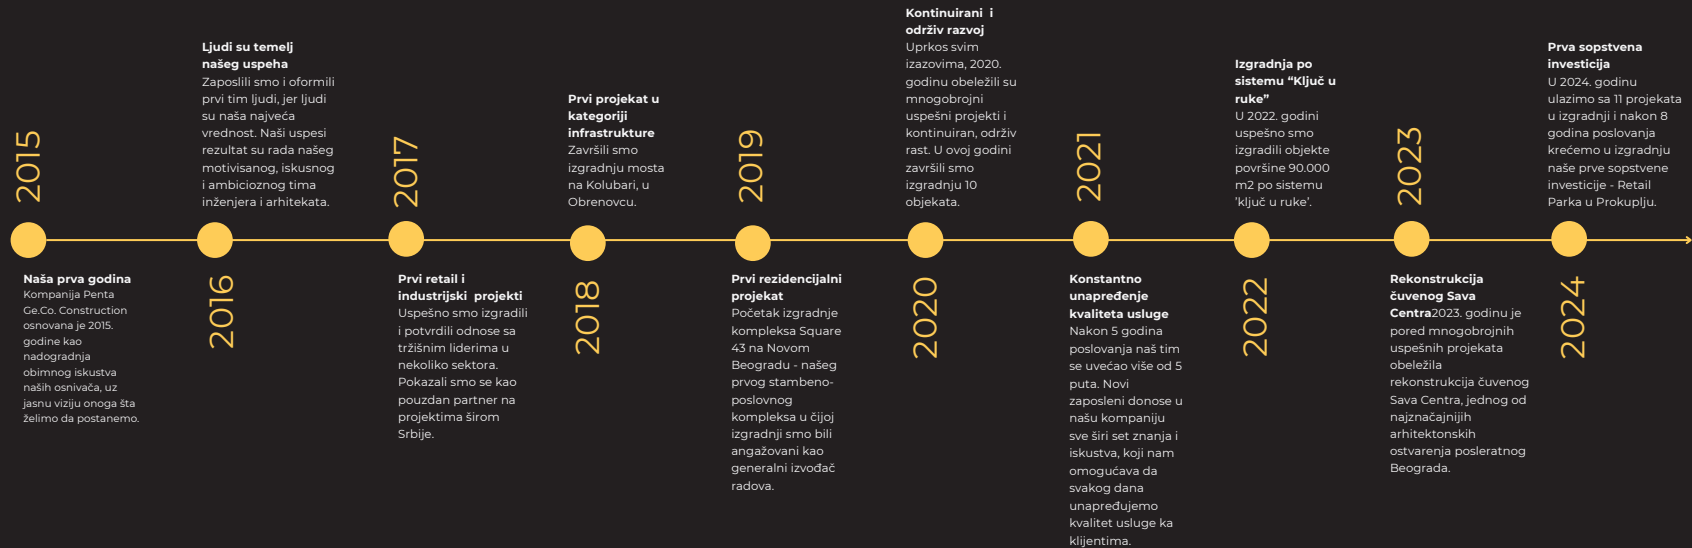 2015
Naša prva godina
Kompanija Penta
Ge.Co. Construction
osnovana je 2015.
godine kao
nadogradnja
obimnog iskustva
naših osnivača, uz
jasnu viziju onoga šta
želimo da postanemo.
Ljudi su temelj
našeg uspeha
Zaposlili smo i oformili
prvi tim ljudi, jer ljudi
su naša najveća
vrednost. Naši uspesi
rezultat su rada našeg
motivisanog, iskusnog
i ambicioznog tima
inženjera i arhitekata.
2016
2017
Prvi retail i
industrijski projekti
Uspešno smo izgradili
i potvrdili odnose sa
tržišnim liderima u
nekoliko sektora.
Pokazali smo se kao
pouzdan partner na
projektima širom
Srbije.
Prvi projekat u
kategoriji
infrastrukture
Završili smo
izgradnju mosta
na Kolubari, u
Obrenovcu.
2018
2019
Prvi rezidencijalni
projekat
Početak izgradnje
kompleksa Square
43 na Novom
Beogradu - našeg
prvog stambeno-
poslovnog
kompleksa u čijoj
izgradnji smo bili
angažovani kao
generalni izvođač
radova.
Kontinuirani i
održiv razvoj
Uprkos svim
izazovima, 2020.
godinu obeležili su
mnogobrojni
uspešni projekti i
kontinuiran, održiv
rast. U ovoj godini
završili smo
izgradnju 10
objekata.
2020
2021
Konstantno
unapređenje
kvaliteta usluge
Nakon 5 godina
poslovanja naš tim
se uvećao više od 5
puta. Novi
zaposleni donose u
našu kompaniju
sve širi set znanja i
iskustva, koji nam
omogućava da
svakog dana
unapređujemo
kvalitet usluge ka
klijentima.
Izgradnja po
sistemu “Ključ u
ruke”
U 2022. godini
uspešno smo
izgradili objekte
površine 90.000
m2 po sistemu
’ključ u ruke’.
2022
2023
Rekonstrukcija
čuvenog Sava
Centra2023. godinu je
pored mnogobrojnih
uspešnih projekata
obeležila
rekonstrukcija čuvenog
Sava Centra, jednog od
najznačajnijih
arhitektonskih
ostvarenja posleratnog
Beograda.
Prva sopstvena
investicija
U 2024. godinu
ulazimo sa 11 projekata
u izgradnji i nakon 8
godina poslovanja
krećemo u izgradnju
naše prve sopstvene
investicije - Retail
Parka u Prokuplju.
2024